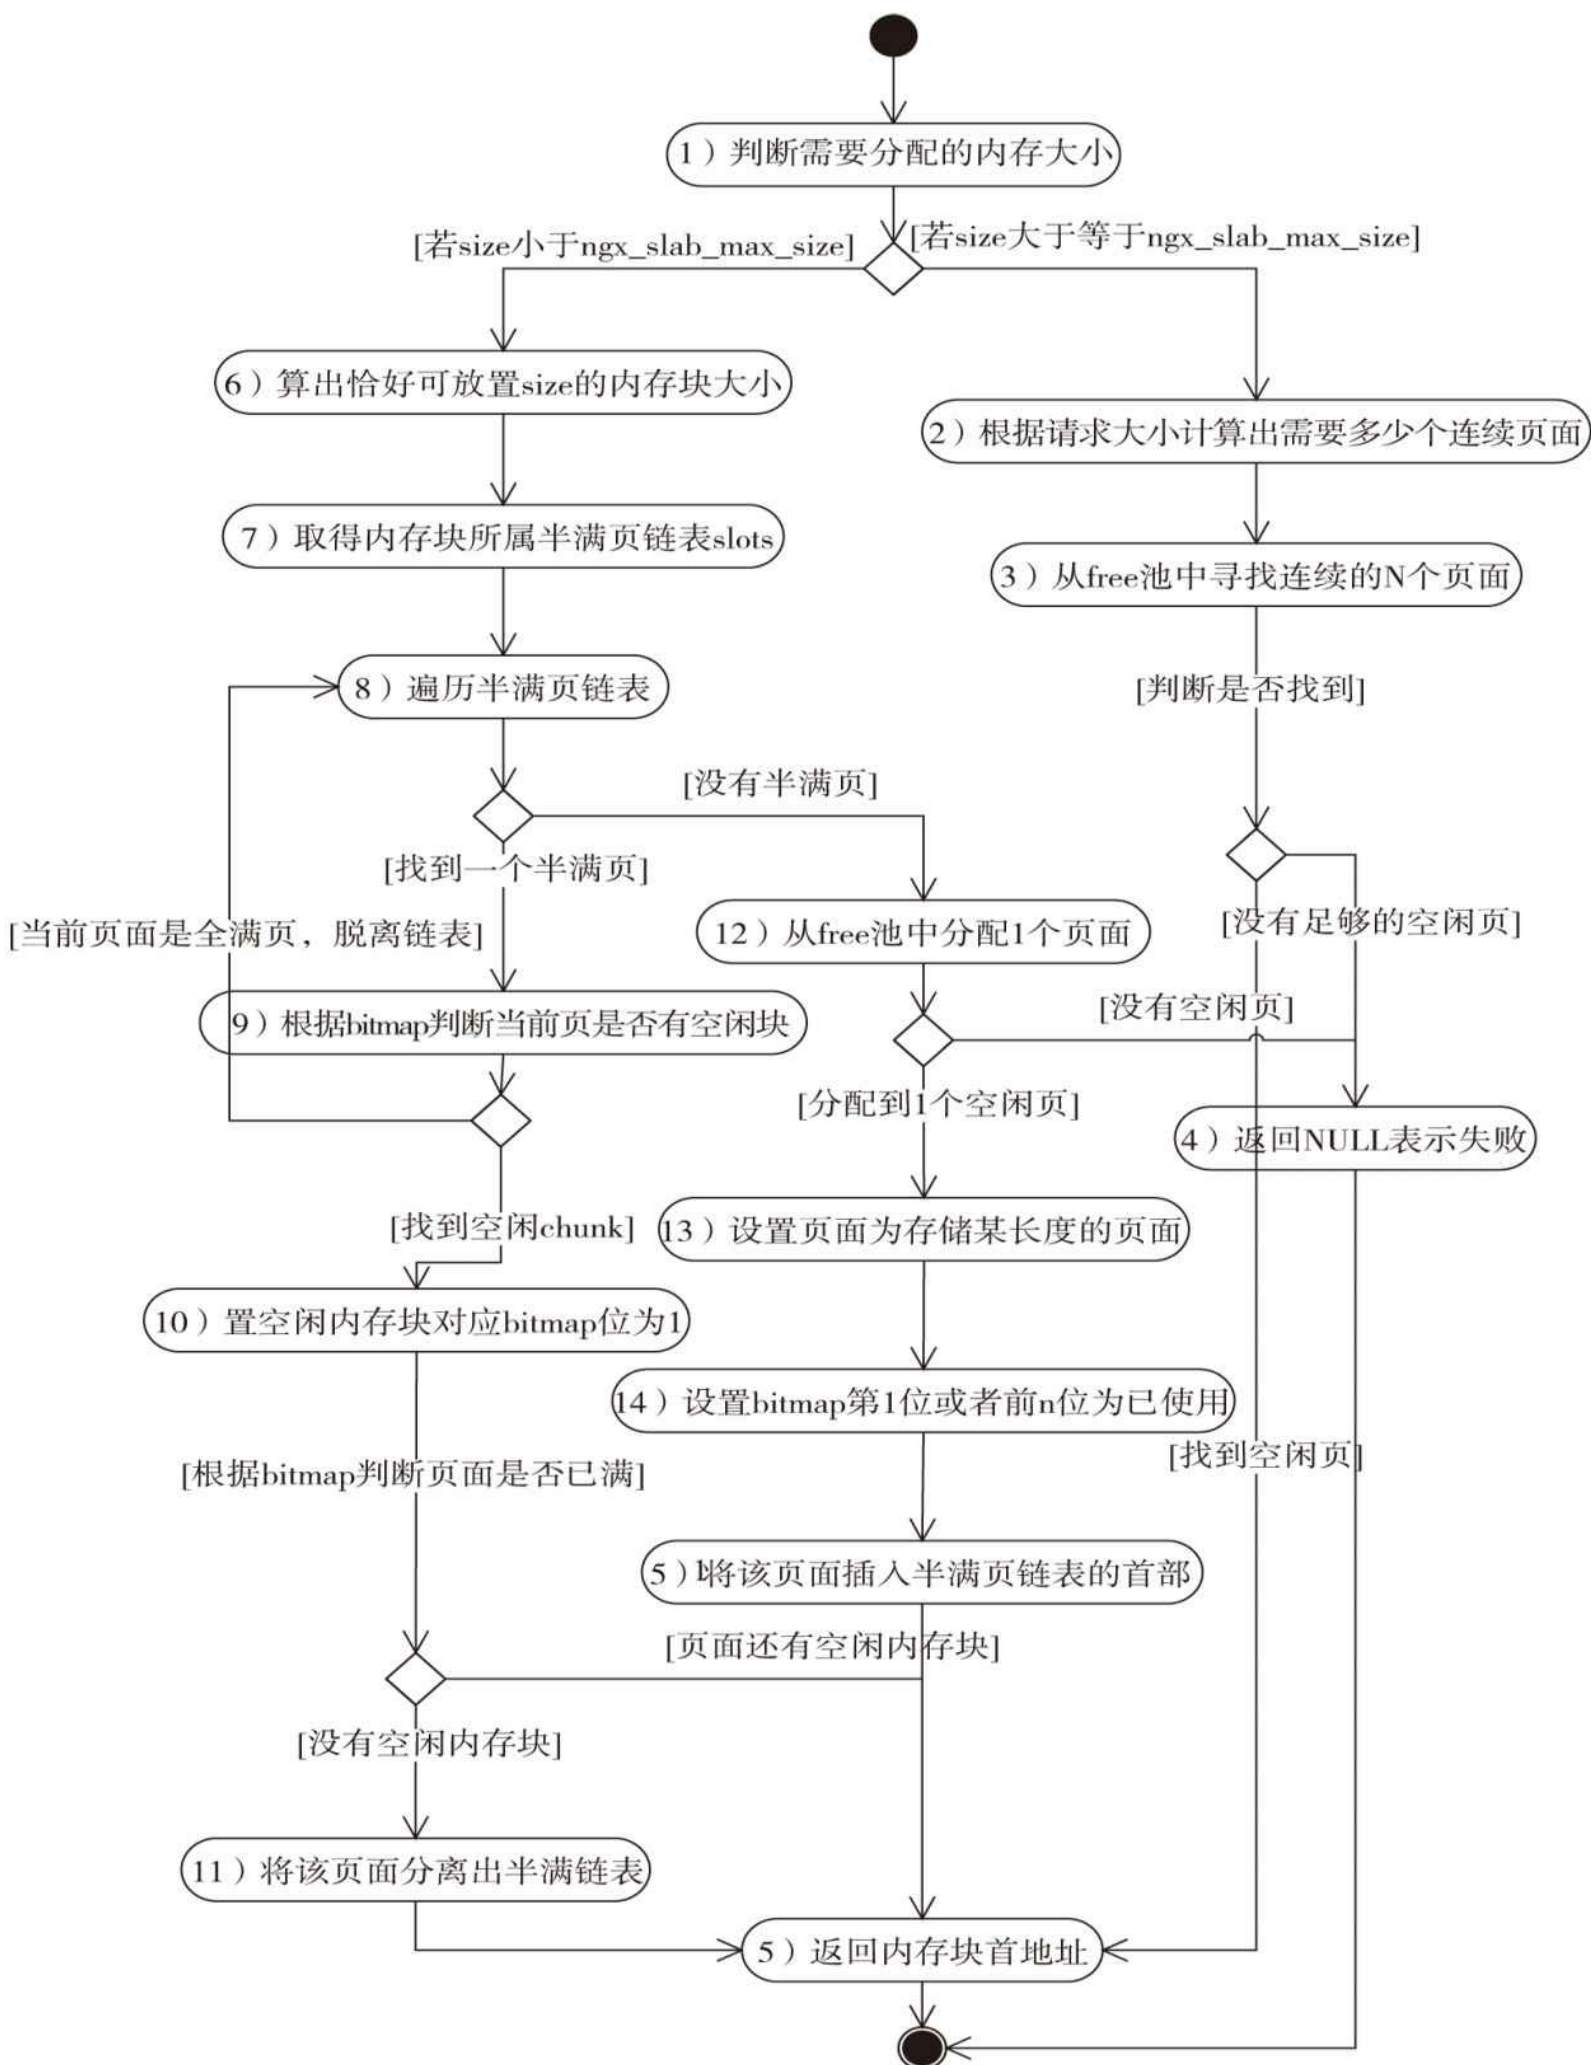 1）判断需要分配的内存大小
[若size小于ngx_slab_max_size]
[若size大于等于ngx_slab_max_size]
6）算出恰好可放置size的内存块大小
2）根据请求大小计算出需要多少个连续页面
7）取得内存块所属半满页链表slots
3）从free池中寻找连续的N个页面
8）遍历半满页链表
[判断是否找到]
[没有半满页]
[找到一个半满页]
[当前页面是全满页，脱离链表]
12）从free池中分配1个页面
[没有足够的空闲页]
9）根据bitmap判断当前页是否有空闲块
[没有空闲页]
[分配到1个空闲页]
4）返回NULL表示失败
[找到空闲chunk]
13）设置页面为存储某长度的页面
10）置空闲内存块对应bitmap位为1
14）设置bitmap第1位或者前n位为已使用
[找到空闲页]
[根据bitmap判断页面是否已满]
5）1将该页面插入半满页链表的首部
[页面还有空闲内存块]
[没有空闲内存块]
11）将该页面分离出半满链表
5）返回内存块首地址